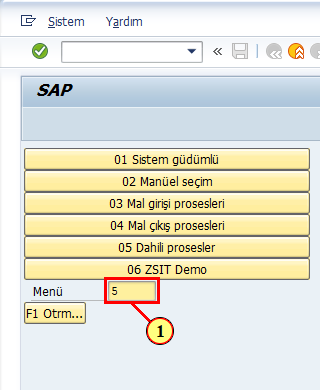 Sistem Yardım
SAP
01 Sistem güdümlü
02 Manüel seçim
03 Mal girişi prosesleri
04 Mal çıkış prosesleri
05 Dahili prosesler
06 ZSIT Demo
Menü 5
F1 Otrm...
1